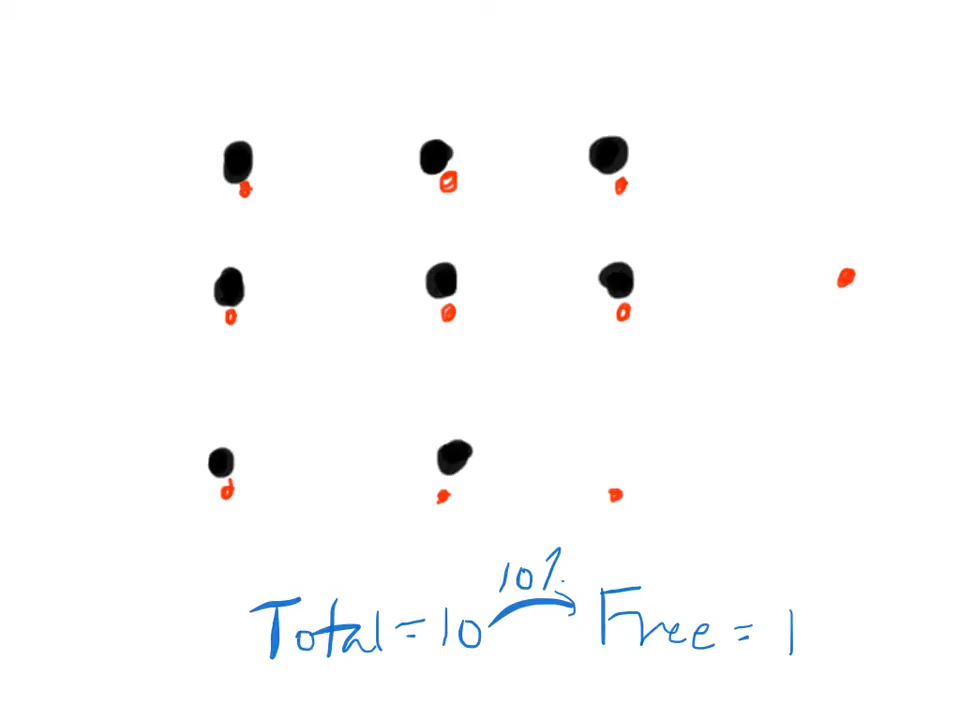 10%
Total = 10 → Free = 1